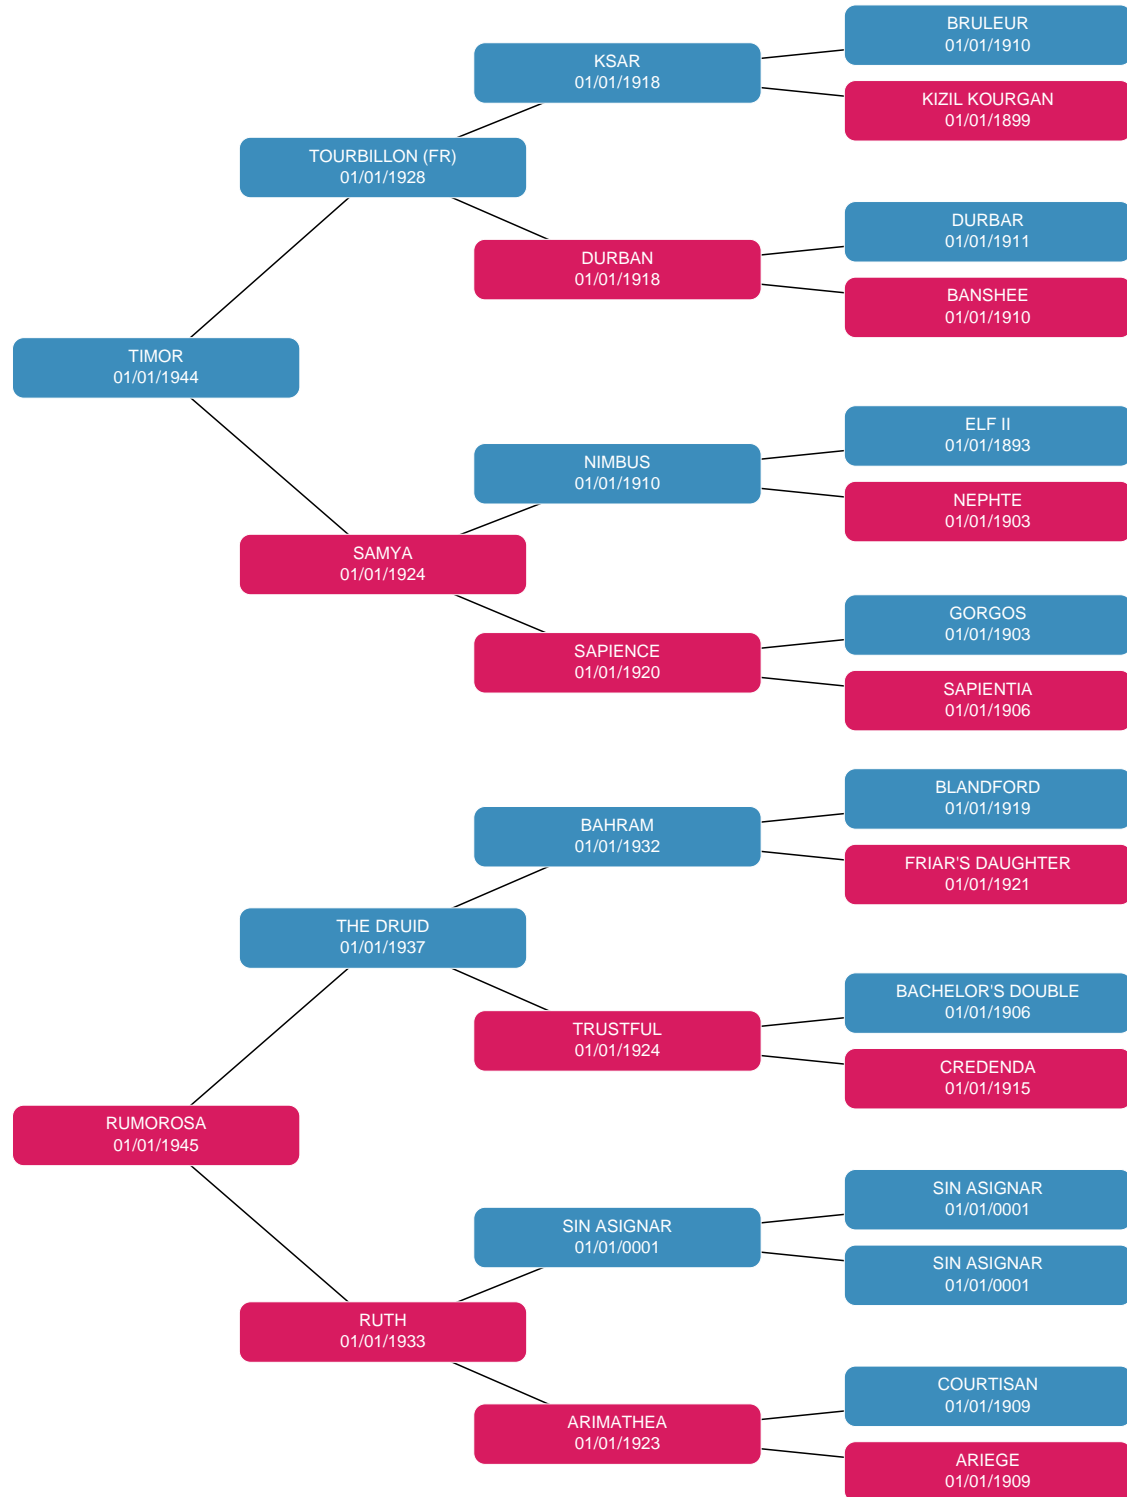 BRULEUR
01/01/1910
KSAR
01/01/1918
KIZIL KOURGAN
01/01/1899
TOURBILLON (FR)
01/01/1928
DURBAR
01/01/1911
DURBAN
01/01/1918
BANSHEE
01/01/1910
TIMOR
01/01/1944
ELF II
01/01/1893
NIMBUS
01/01/1910
NEPHTE
01/01/1903
SAMYA
01/01/1924
GORGOS
01/01/1903
SAPIENCE
01/01/1920
SAPIENTIA
01/01/1906
BLANDFORD
01/01/1919
BAHRAM
01/01/1932
FRIAR'S DAUGHTER
01/01/1921
THE DRUID
01/01/1937
BACHELOR'S DOUBLE
01/01/1906
TRUSTFUL
01/01/1924
CREDENDA
01/01/1915
RUMOROSA
01/01/1945
SIN ASIGNAR
01/01/0001
SIN ASIGNAR
01/01/0001
SIN ASIGNAR
01/01/0001
RUTH
01/01/1933
COURTISAN
01/01/1909
ARIMATHEA
01/01/1923
ARIEGE
01/01/1909